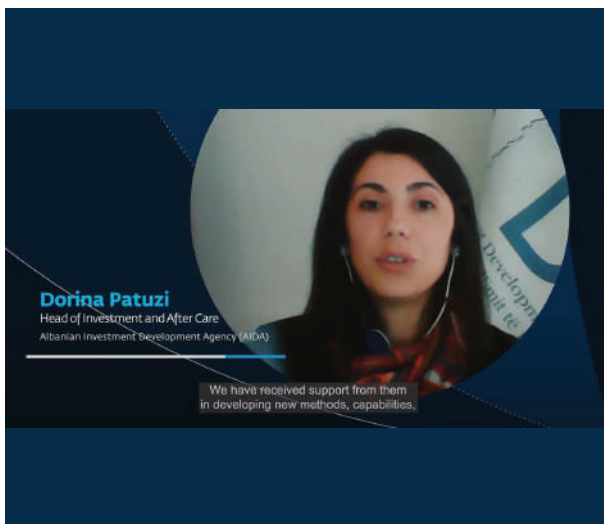 Dorina Patuzi
Head of Investment and After Care
Albanian Investment Development Agency (AIDA)
We have received support from them
in developing new methods, capabilities,
Development